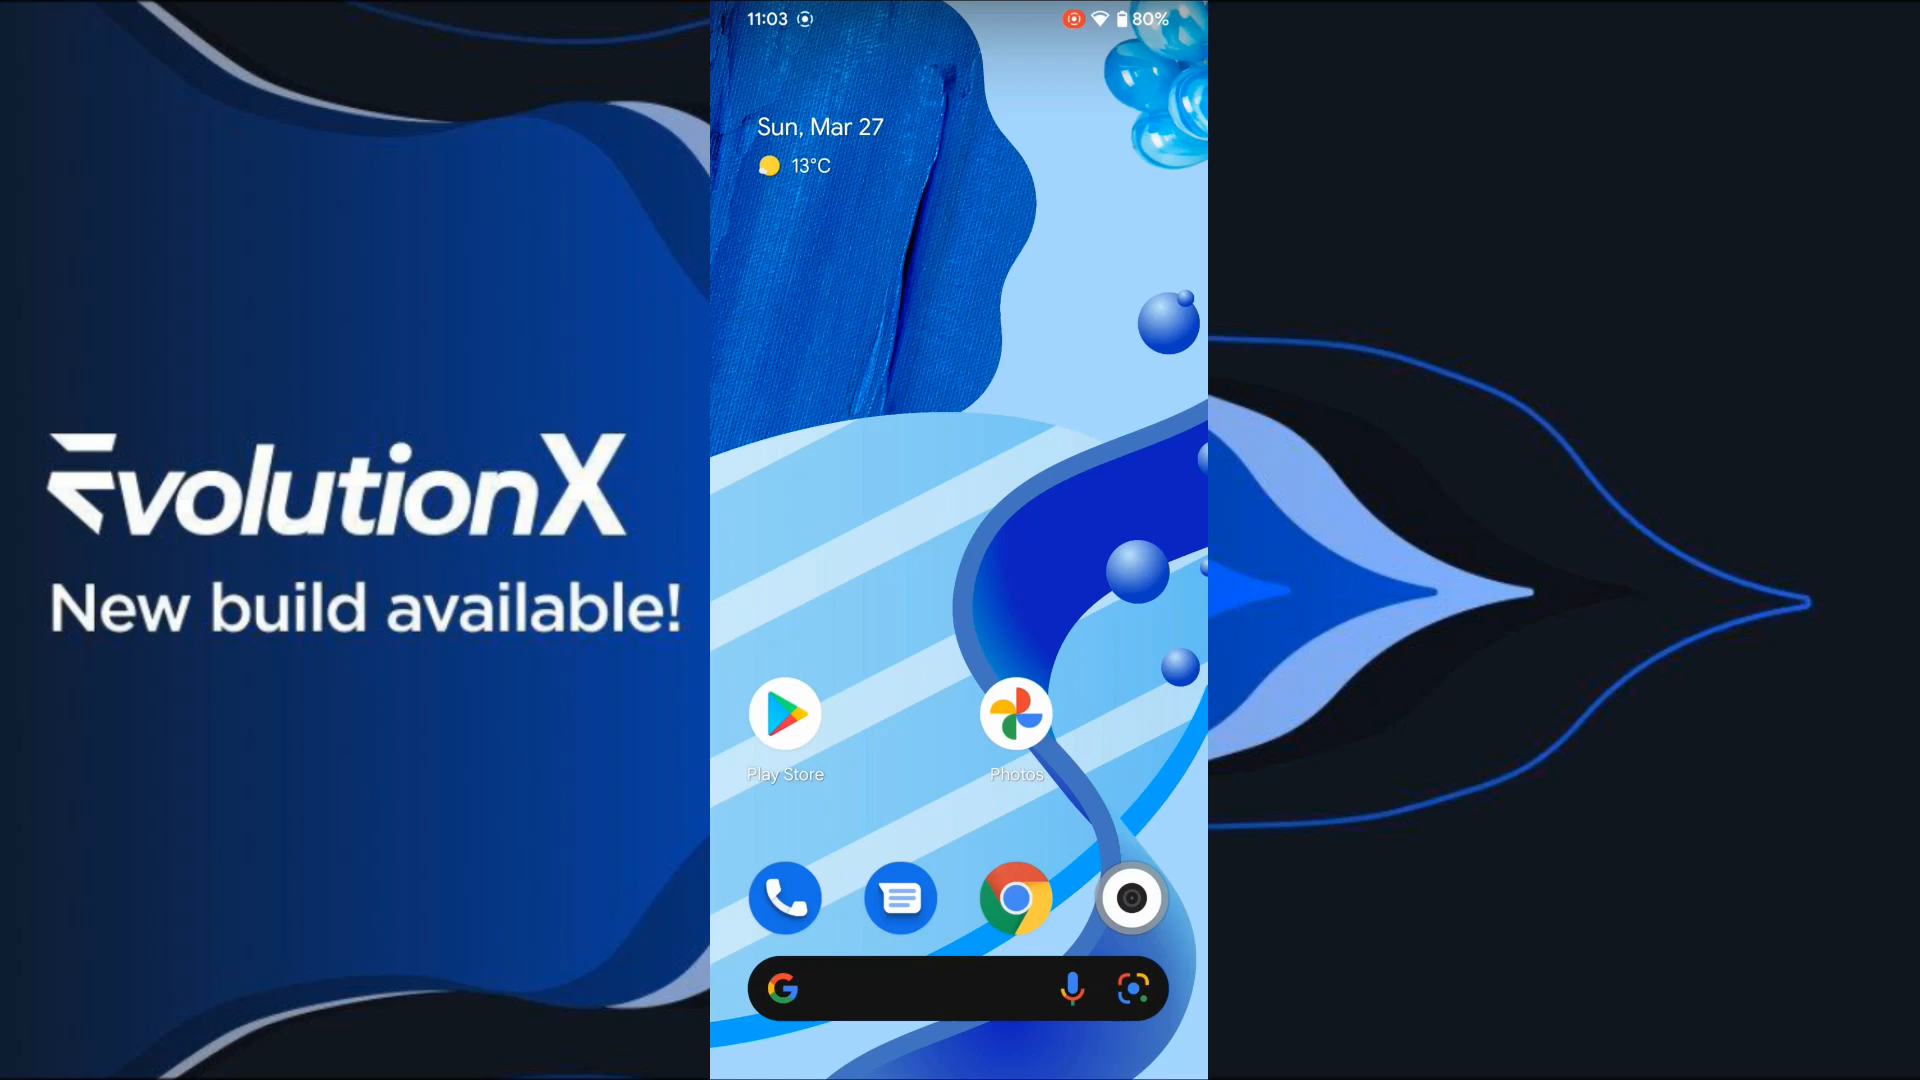 EvolutionX
New build available!
11:03
80%
Sun, Mar 27
13°C
Play Store
Photos